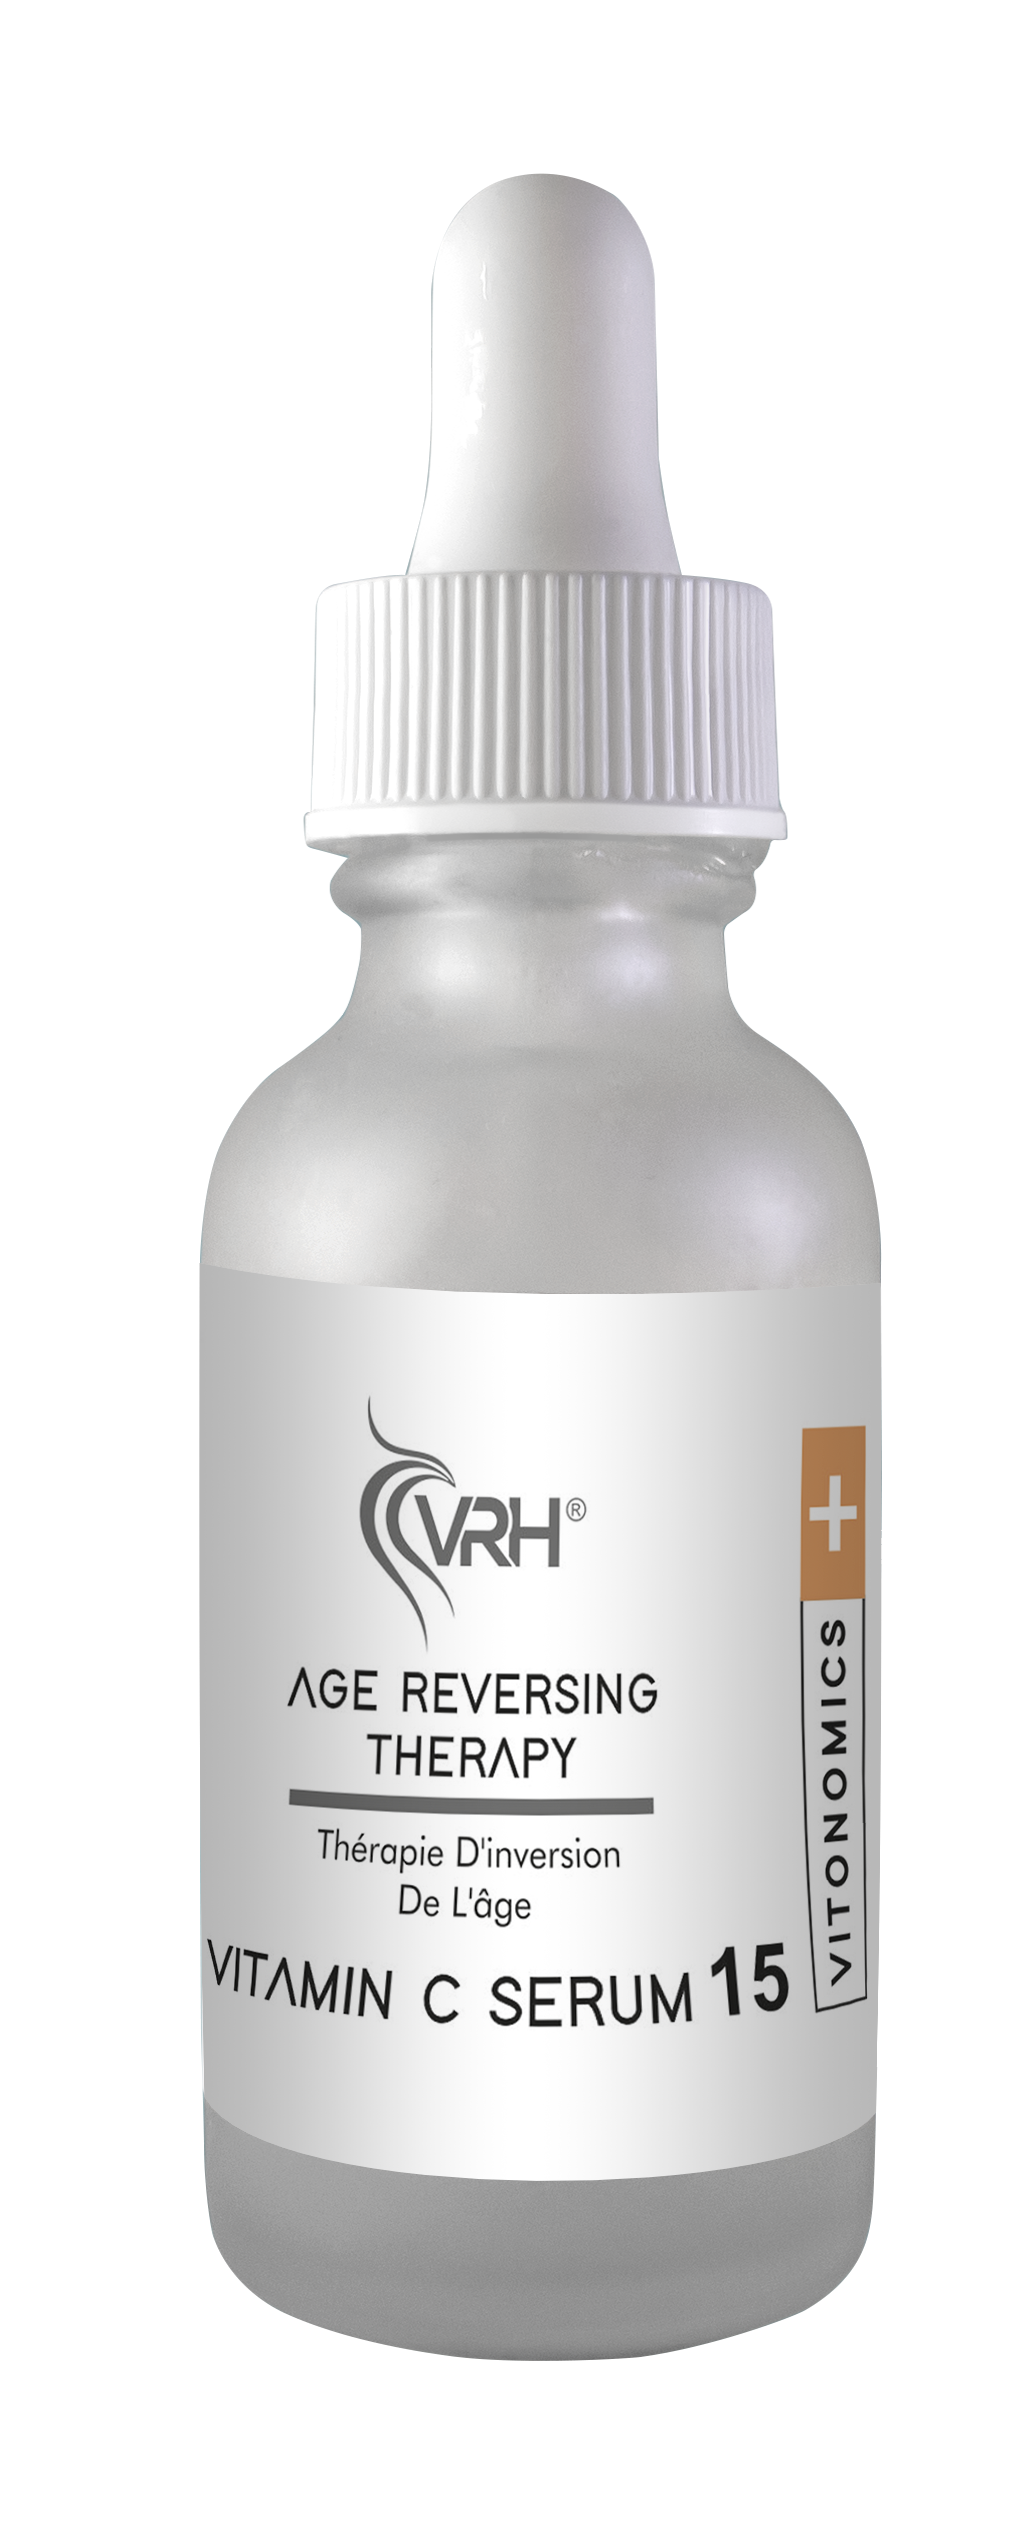 VRH®
AGE REVERSING
THERAPY
Thérapie D'inversion
De L'âge
VITAMIN C SERUM 15
VITONOMICS